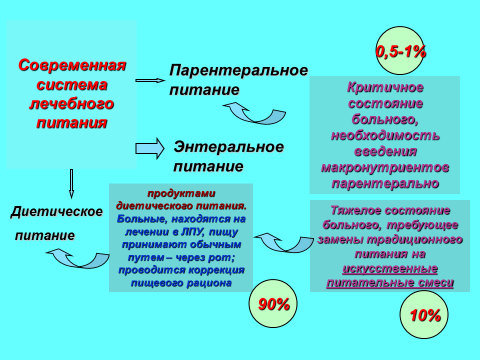 Современная
система
лечебного
питания
Парентеральное
питание
0,5-1%
Критичное
состояние
больного,
необходимость
введения
макронутриентов
парентерально
Энтеральное
питание
Диетическое
питание
продуктами
диетического питания.
Больные, находятся на
лечении в ЛПУ, пищу
принимают обычным
путем – через рот;
проводится коррекция
пищевого рациона
90%
Тяжелое состояние
больного, требующее
замены традиционного
питания на
искусственные
питательные смеси
10%